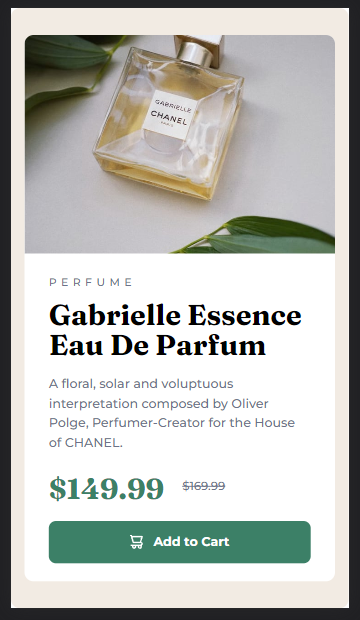 GABRIELLE
CHANEL
PARIS
PERFUME
Gabrielle Essence
Eau De Parfum
A floral, solar and voluptuous
interpretation composed by Oliver
Polge, Perfumer-Creator for the House
of CHANEL.
$149.99 $169.99
Add to Cart